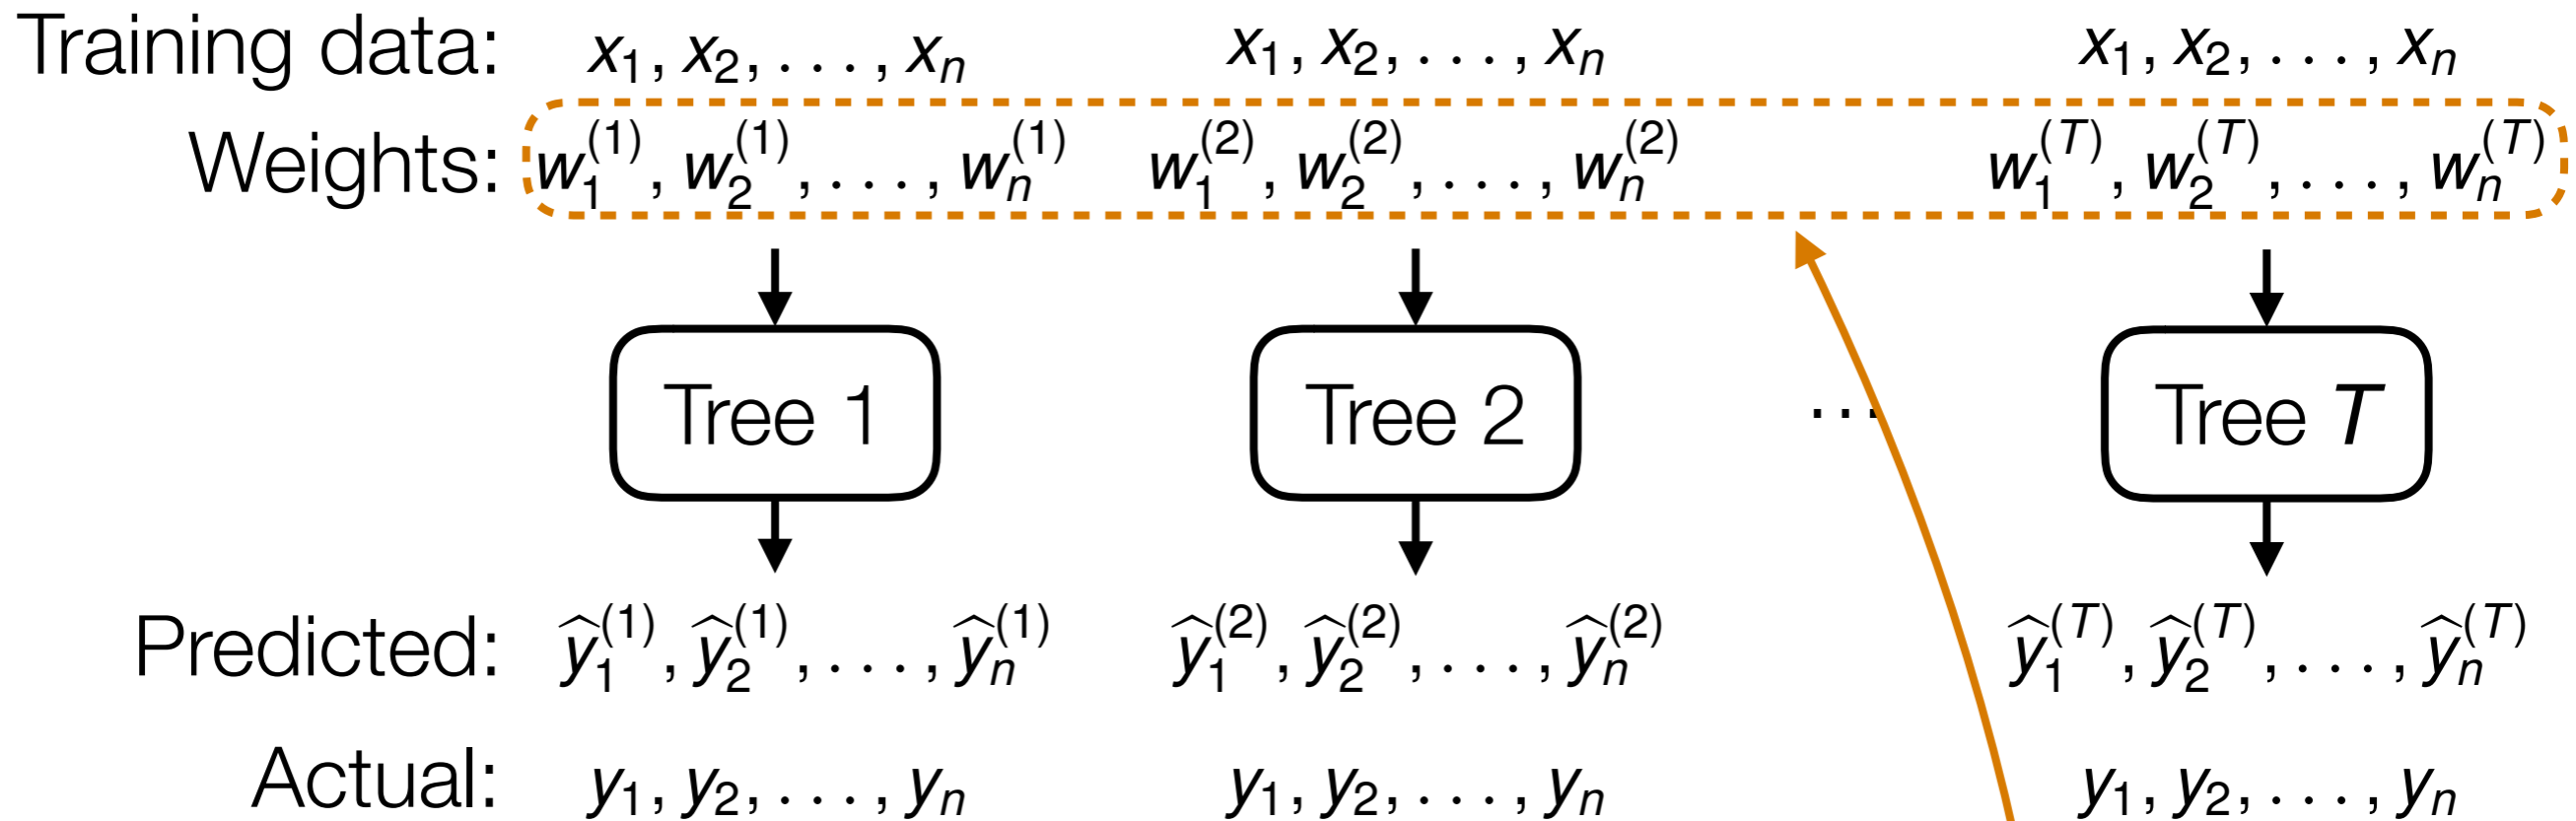 Training data: x₁, x₂, . . . , xₙ x₁, x₂, . . . , xₙ x₁, x₂, . . . , xₙ
Weights: w₁⁽¹⁾, w₂⁽¹⁾, . . . , wₙ⁽¹⁾ w₁⁽²⁾, w₂⁽²⁾, . . . , wₙ⁽²⁾ w₁⁽ᵀ⁾, w₂⁽ᵀ⁾, . . . , wₙ⁽ᵀ⁾
Tree 1 Tree 2 ... Tree T
Predicted: ŷ₁⁽¹⁾, ŷ₂⁽¹⁾, . . . , ŷₙ⁽¹⁾ ŷ₁⁽²⁾, ŷ₂⁽²⁾, . . . , ŷₙ⁽²⁾ ŷ₁⁽ᵀ⁾, ŷ₂⁽ᵀ⁾, . . . , ŷₙ⁽ᵀ⁾
Actual: y₁, y₂, . . . , yₙ y₁, y₂, . . . , yₙ y₁, y₂, . . . , yₙ